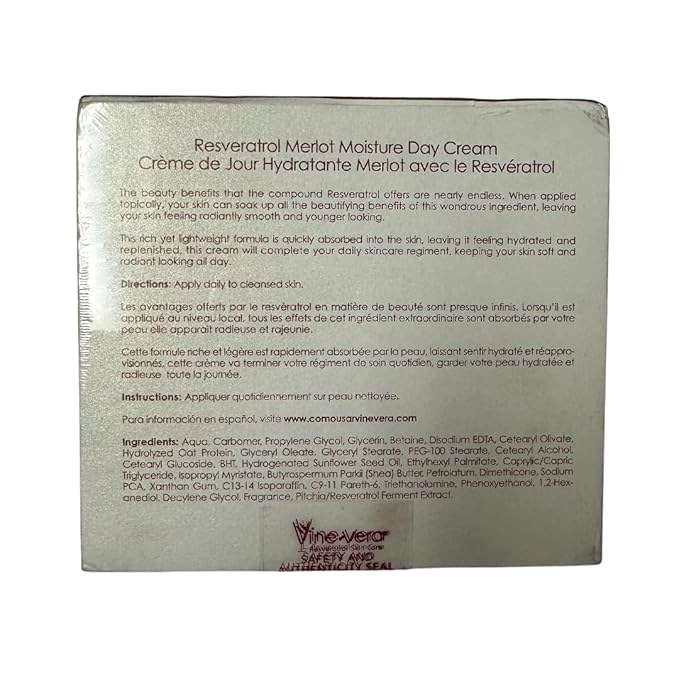 Resveratrol Merlot Moisture Day Cream
Crème de Jour Hydratante Merlot avec le Resvératrol
The beauty benefits that the compound Resveratrol offers are nearly endless. When applied
topically, your skin can soak up all the beautifying benefits of this wondrous ingredient, leaving
your skin feeling radiantly smooth and younger looking.
This rich yet lightweight formula is quickly absorbed into the skin, leaving it feeling hydrated and
replenished, this cream will complete your daily skincare regiment, keeping your skin soft and
radiant looking all day.
Directions: Apply daily to cleansed skin.
Les avantages offerts par le resvératrol en matière de beauté sont presque infinis. Lorsqu'il est
appliqué au niveau local, tous les effets de cet ingrédient extraordinaire sont absorbés par votre
peau elle apparaît radieuse et rajeunie.
Cette formule riche et légère est rapidement absorbée par la peau, laissant sentir hydraté et réappro-
visionnés, cette crème va terminer votre régiment de soin quotidien, garder votre peau hydratée et
radieuse toute la journée.
Instructions: Appliquer quotidiennement sur peau nettoyée.
Para información en español, visite www.comousarvinevera.com
Ingredients: Aqua, Carbomer, Propylene Glycol, Glycerin, Betaine, Disodium EDTA, Cetearyl Olivate,
Hydrolyzed Oat Protein, Glyceryl Oleate, Glyceryl Stearate, PEG-100 Stearate, Cetearyl Alcohol,
Cetearyl Glucoside, BHT, Hydrogenated Sunflower Seed Oil, Ethylhexyl Palmitate, Caprylic/Capric
Triglyceride, Isopropyl Myristate, Butyrospermum Parkii (Shea) Butter, Petrolatum, Dimethicone, Sodium
PCA, Xanthan Gum, C13-14 Isoparaffin, C9-11 Pareth-6, Triethanolamine, Phenoxyethanol, 1,2-Hex-
anediol, Decylene Glycol, Fragrance, Pitchia/Resveratrol Ferment Extract.
Vine vera
Resveratrol Skin Care
SAFETY AND
AUTHENTICITY SEAL